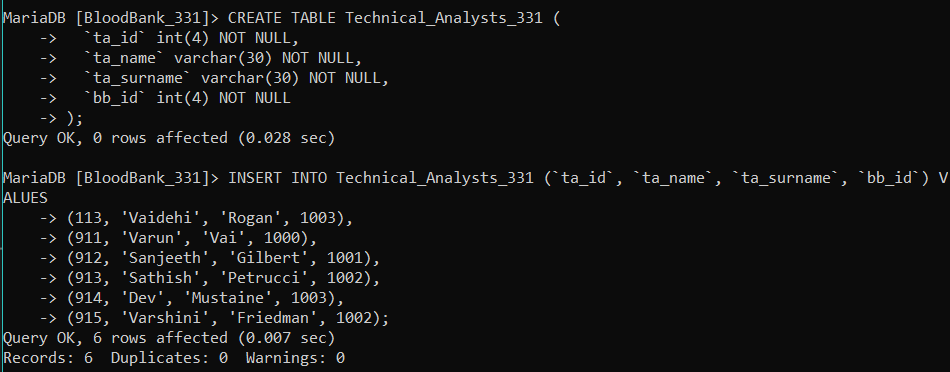 MariaDB [BloodBank_331]> CREATE TABLE Technical_Analysts_331 (
    ->   `ta_id` int(4) NOT NULL,
    ->   `ta_name` varchar(30) NOT NULL,
    ->   `ta_surname` varchar(30) NOT NULL,
    ->   `bb_id` int(4) NOT NULL
    -> );
Query OK, 0 rows affected (0.028 sec)

MariaDB [BloodBank_331]> INSERT INTO Technical_Analysts_331 (`ta_id`, `ta_name`, `ta_surname`, `bb_id`) V
ALUES
    -> (113, 'Vaidehi', 'Rogan', 1003),
    -> (911, 'Varun', 'Vai', 1000),
    -> (912, 'Sanjeeth', 'Gilbert', 1001),
    -> (913, 'Sathish', 'Petrucci', 1002),
    -> (914, 'Dev', 'Mustaine', 1003),
    -> (915, 'Varshini', 'Friedman', 1002);
Query OK, 6 rows affected (0.007 sec)
Records: 6  Duplicates: 0  Warnings: 0